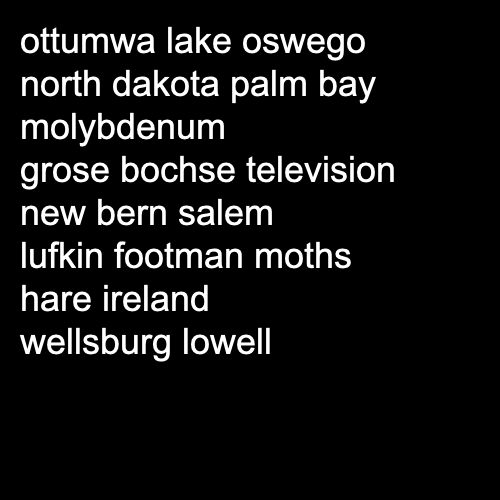 ottumwa lake oswego
north dakota palm bay
molybdenum
grose bochse television
new bern salem
lufkin footman moths
hare ireland
wellsburg lowell